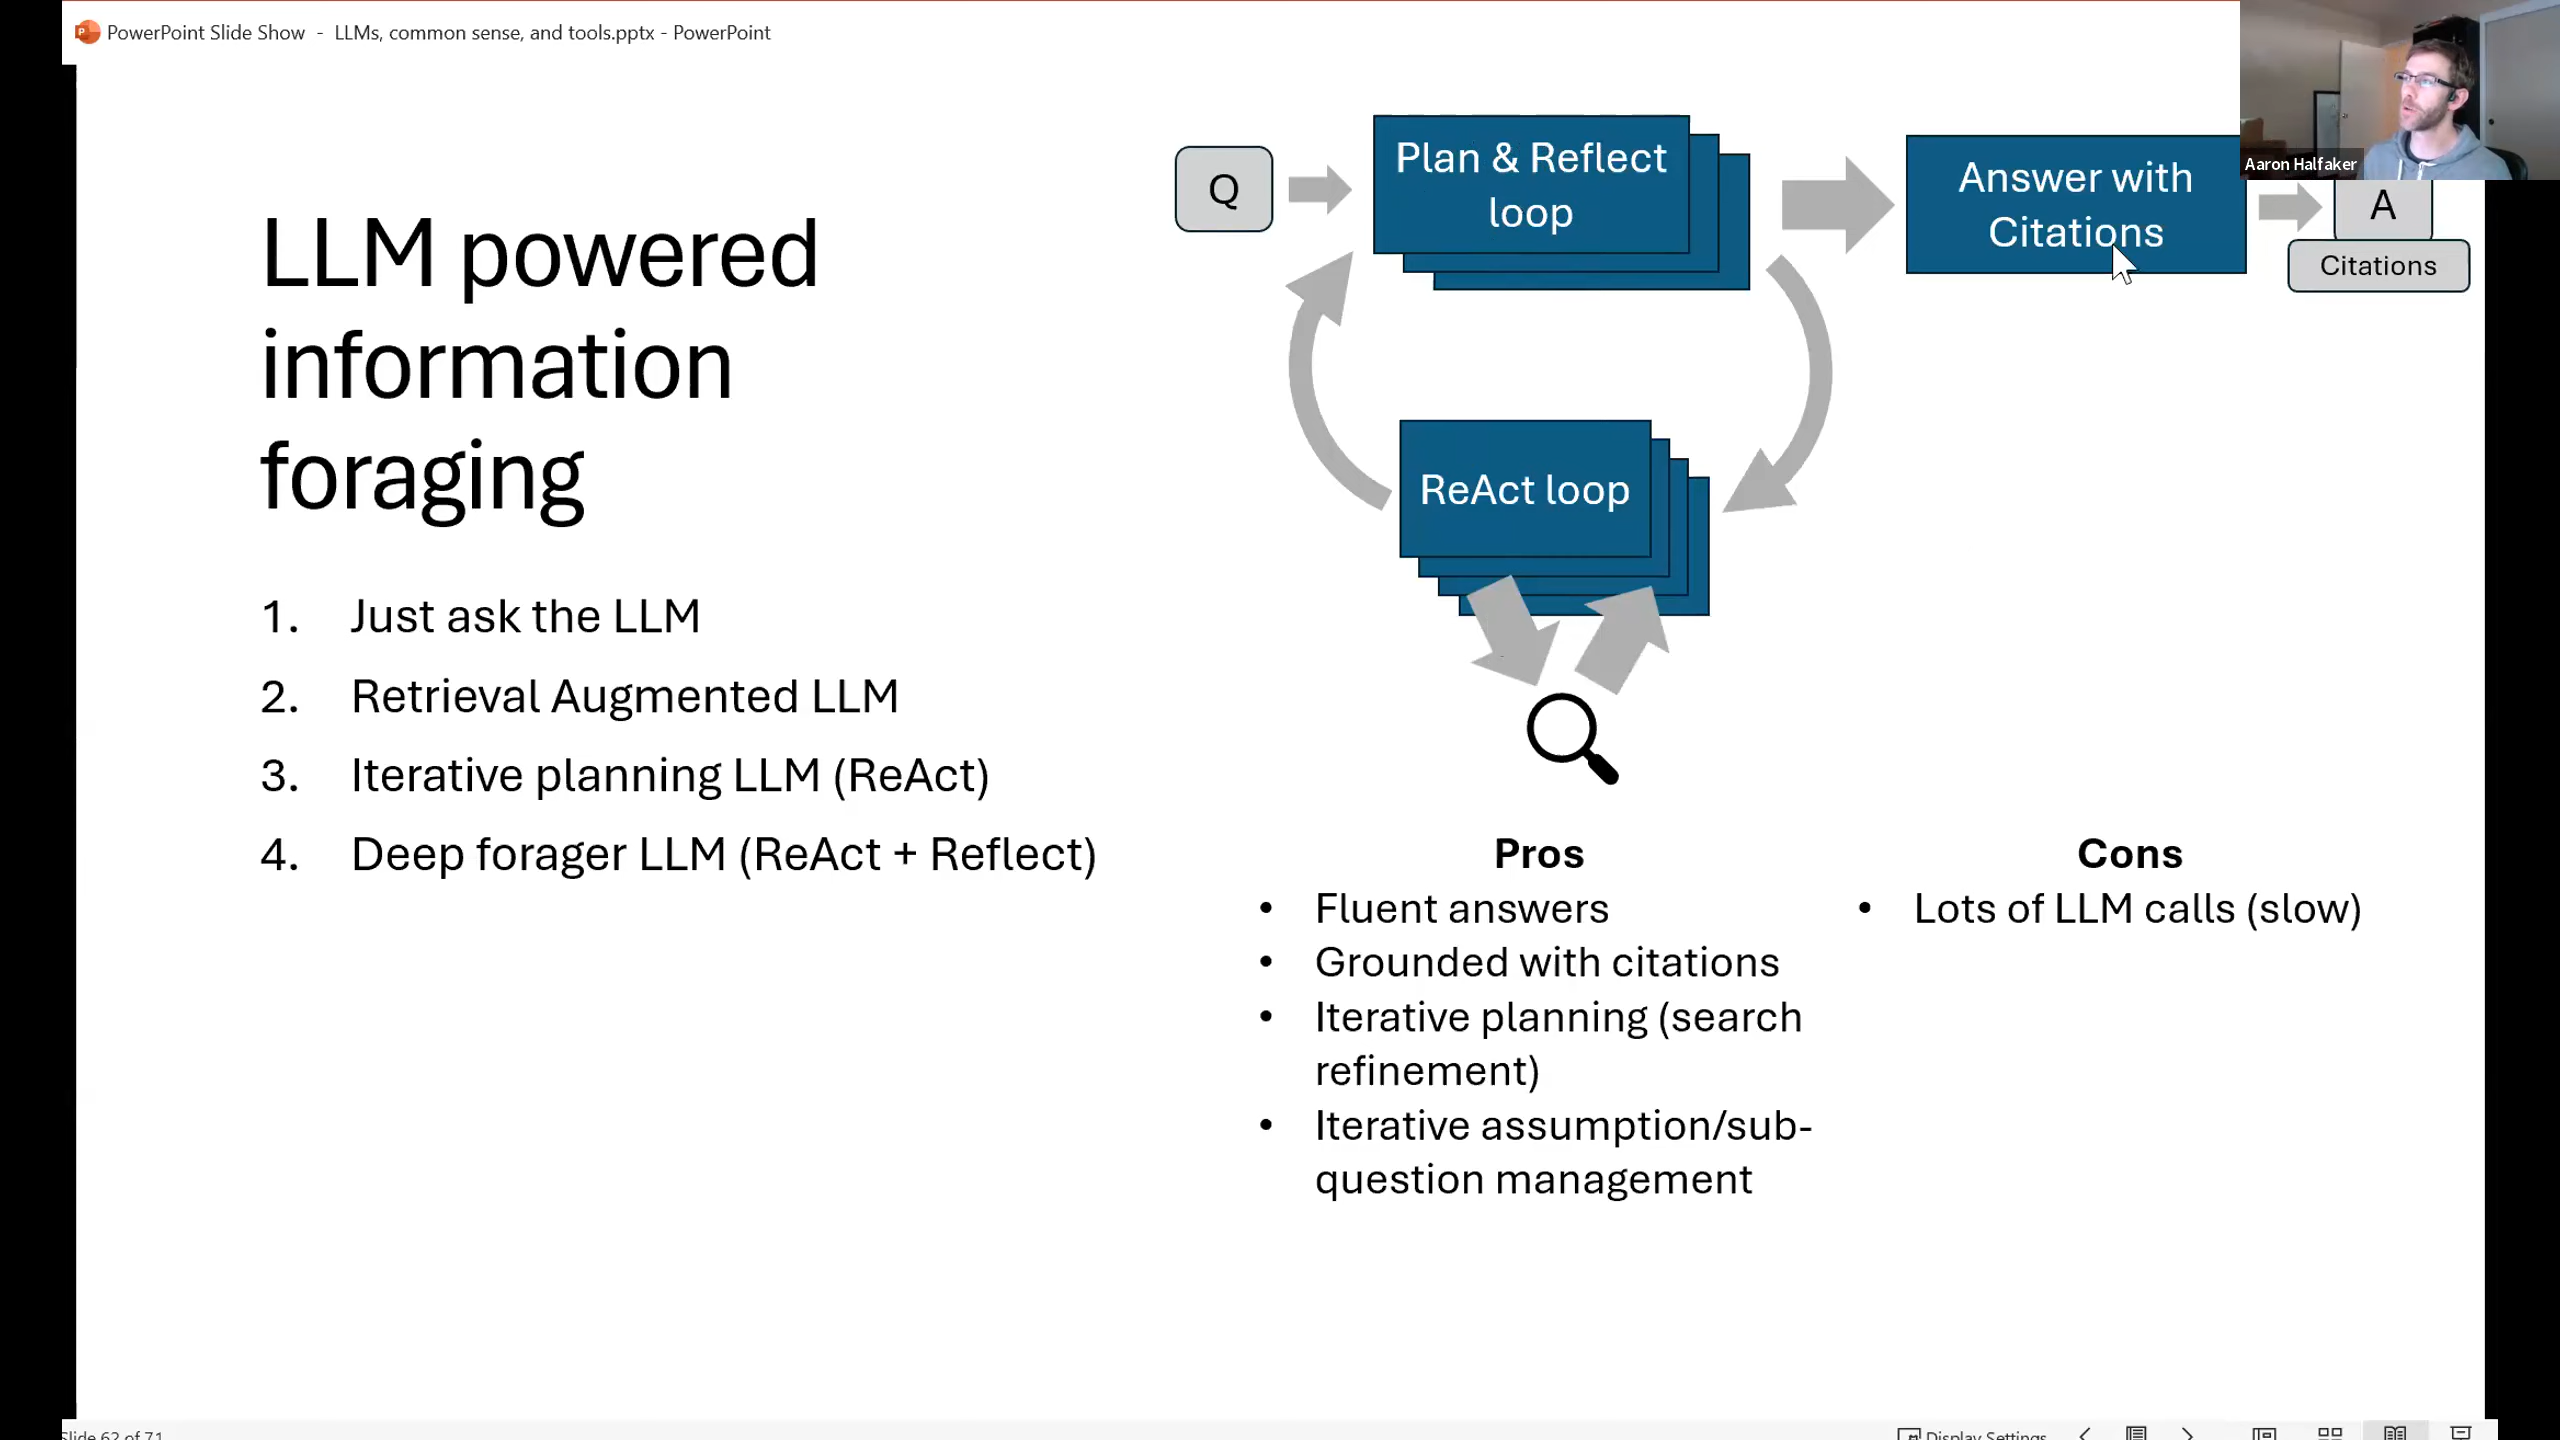 PowerPoint Slide Show - LLMs, common sense, and tools.pptx - PowerPoint
Aaron Halfaker
LLM powered
information
foraging
1. Just ask the LLM
2. Retrieval Augmented LLM
3. Iterative planning LLM (ReAct)
4. Deep forager LLM (ReAct + Reflect)
Q
Plan & Reflect
loop
Answer with
Citations
A
Citations
ReAct loop
Pros
• Fluent answers
• Grounded with citations
• Iterative planning (search
refinement)
• Iterative assumption/sub-
question management
Cons
• Lots of LLM calls (slow)
Slide 62 of 71
Display Settings